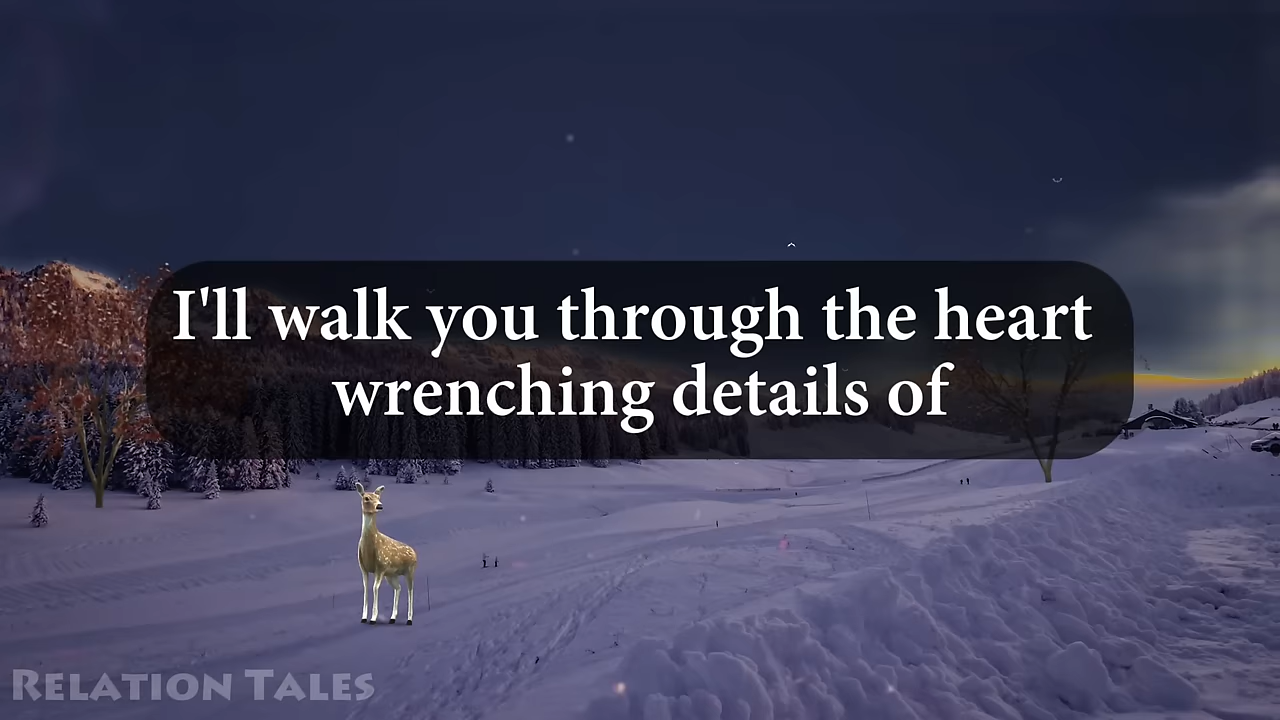 I'll walk you through the heart
wrenching details of
RELATION TALES